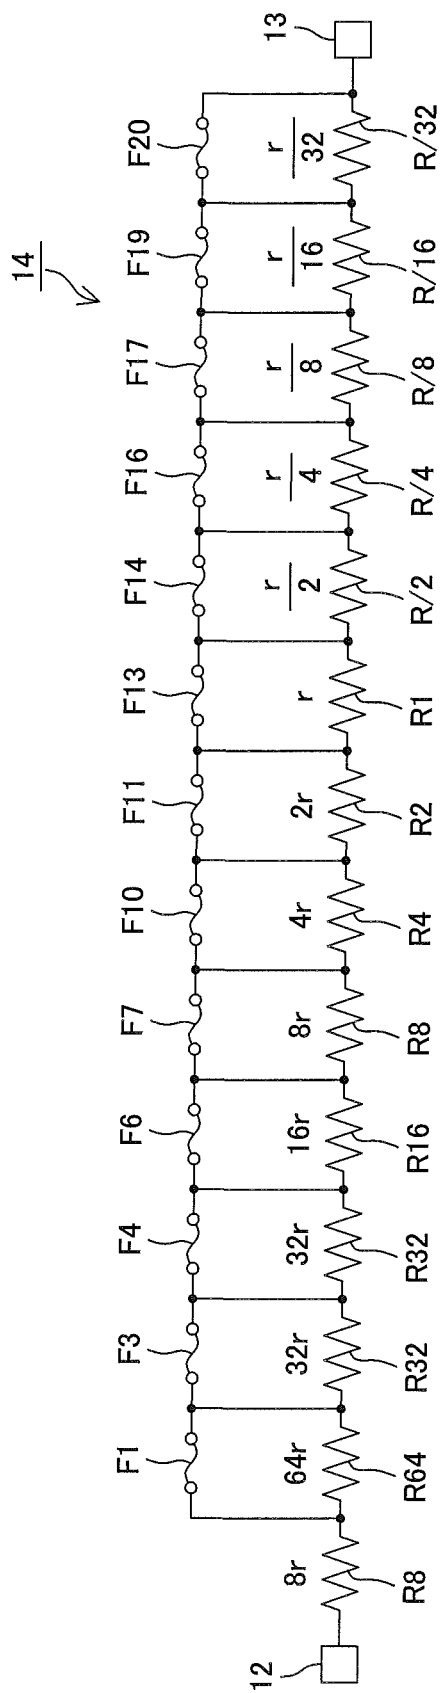 14
F1 F3 F4 F6 F7 F10 F11 F13 F14 F16 F17 F19 F20
12 13
8r 64r 32r 32r 16r 8r 4r 2r r r/2 r/4 r/8 r/16 r/32
R8 R64 R32 R32 R16 R8 R4 R2 R1 R/2 R/4 R/8 R/16 R/32